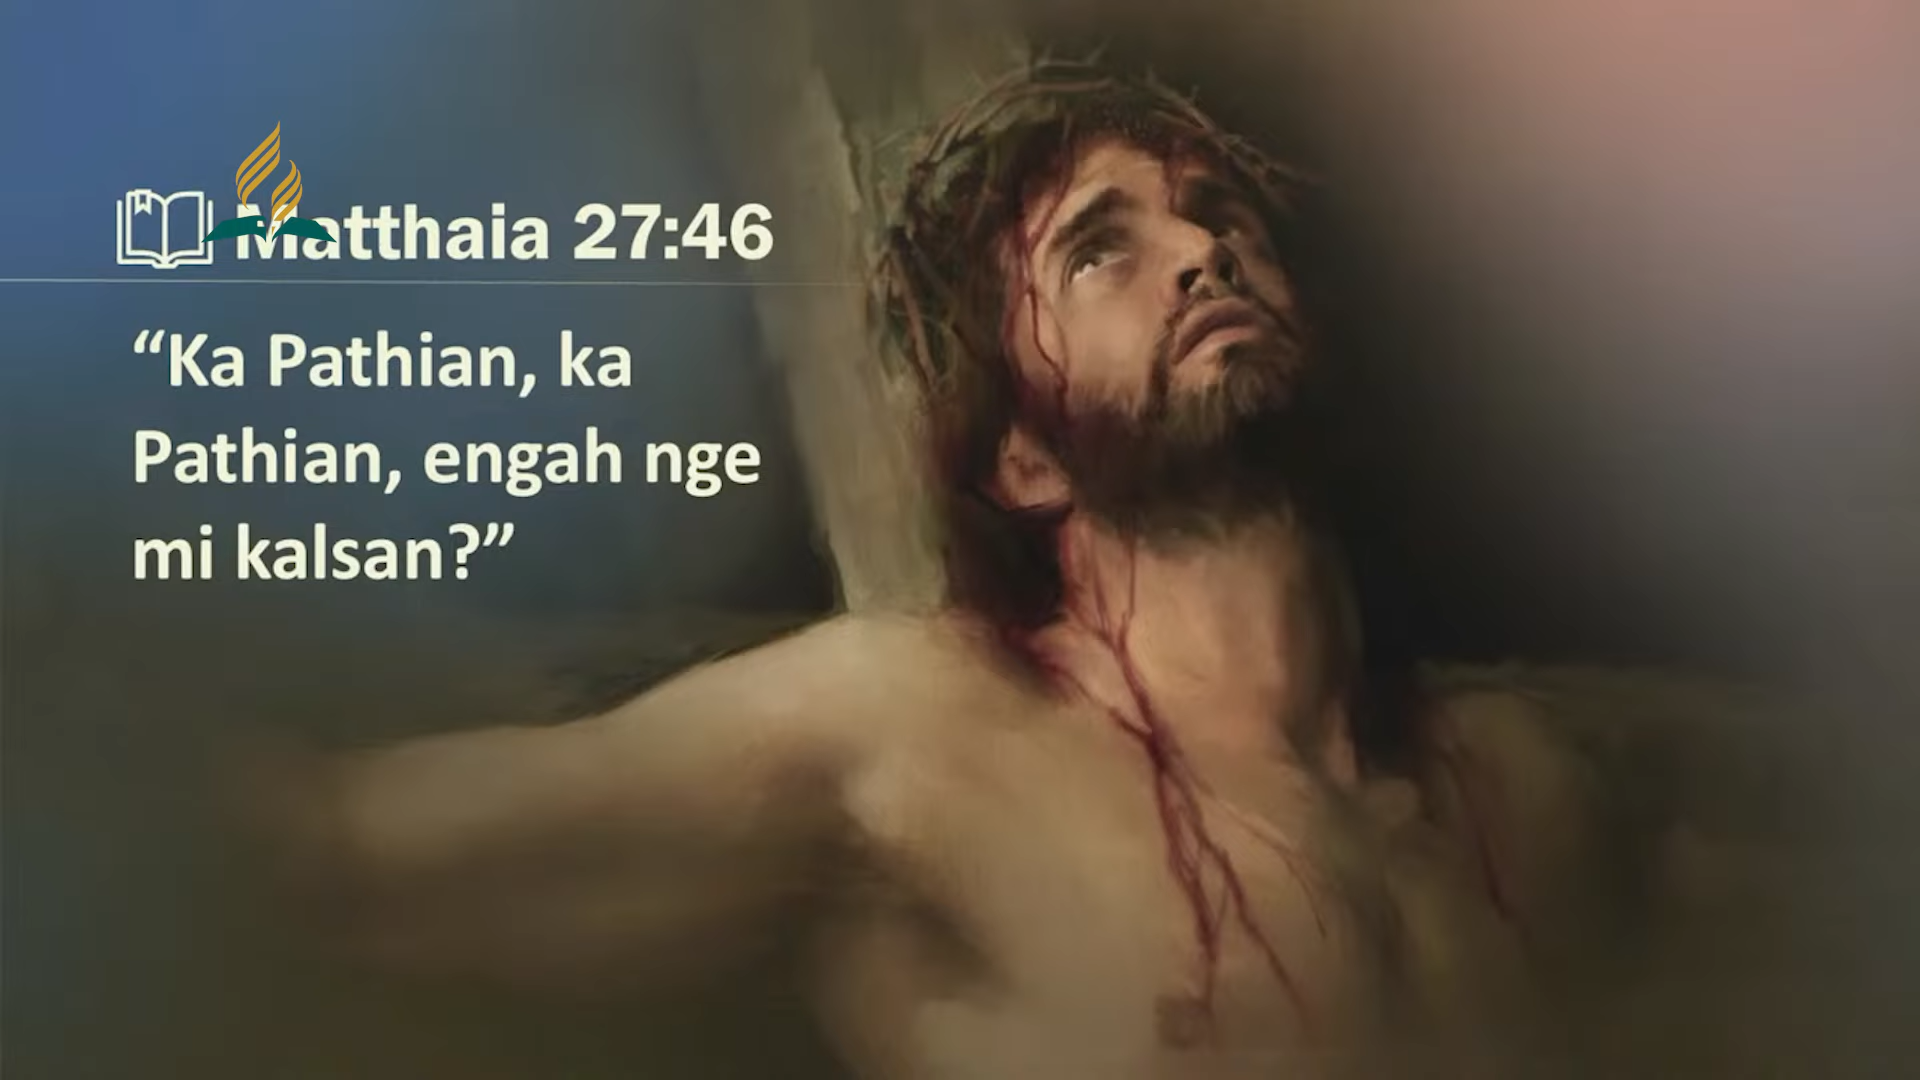 Matthaia 27:46
“Ka Pathian, ka
Pathian, engah nge
mi kalsan?”